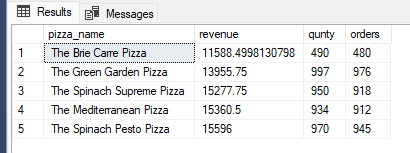 Results Messages
pizza_name revenue qunty orders
1 The Brie Carre Pizza 11588.4998130798 490 480
2 The Green Garden Pizza 13955.75 997 976
3 The Spinach Supreme Pizza 15277.75 950 918
4 The Mediterranean Pizza 15360.5 934 912
5 The Spinach Pesto Pizza 15596 970 945